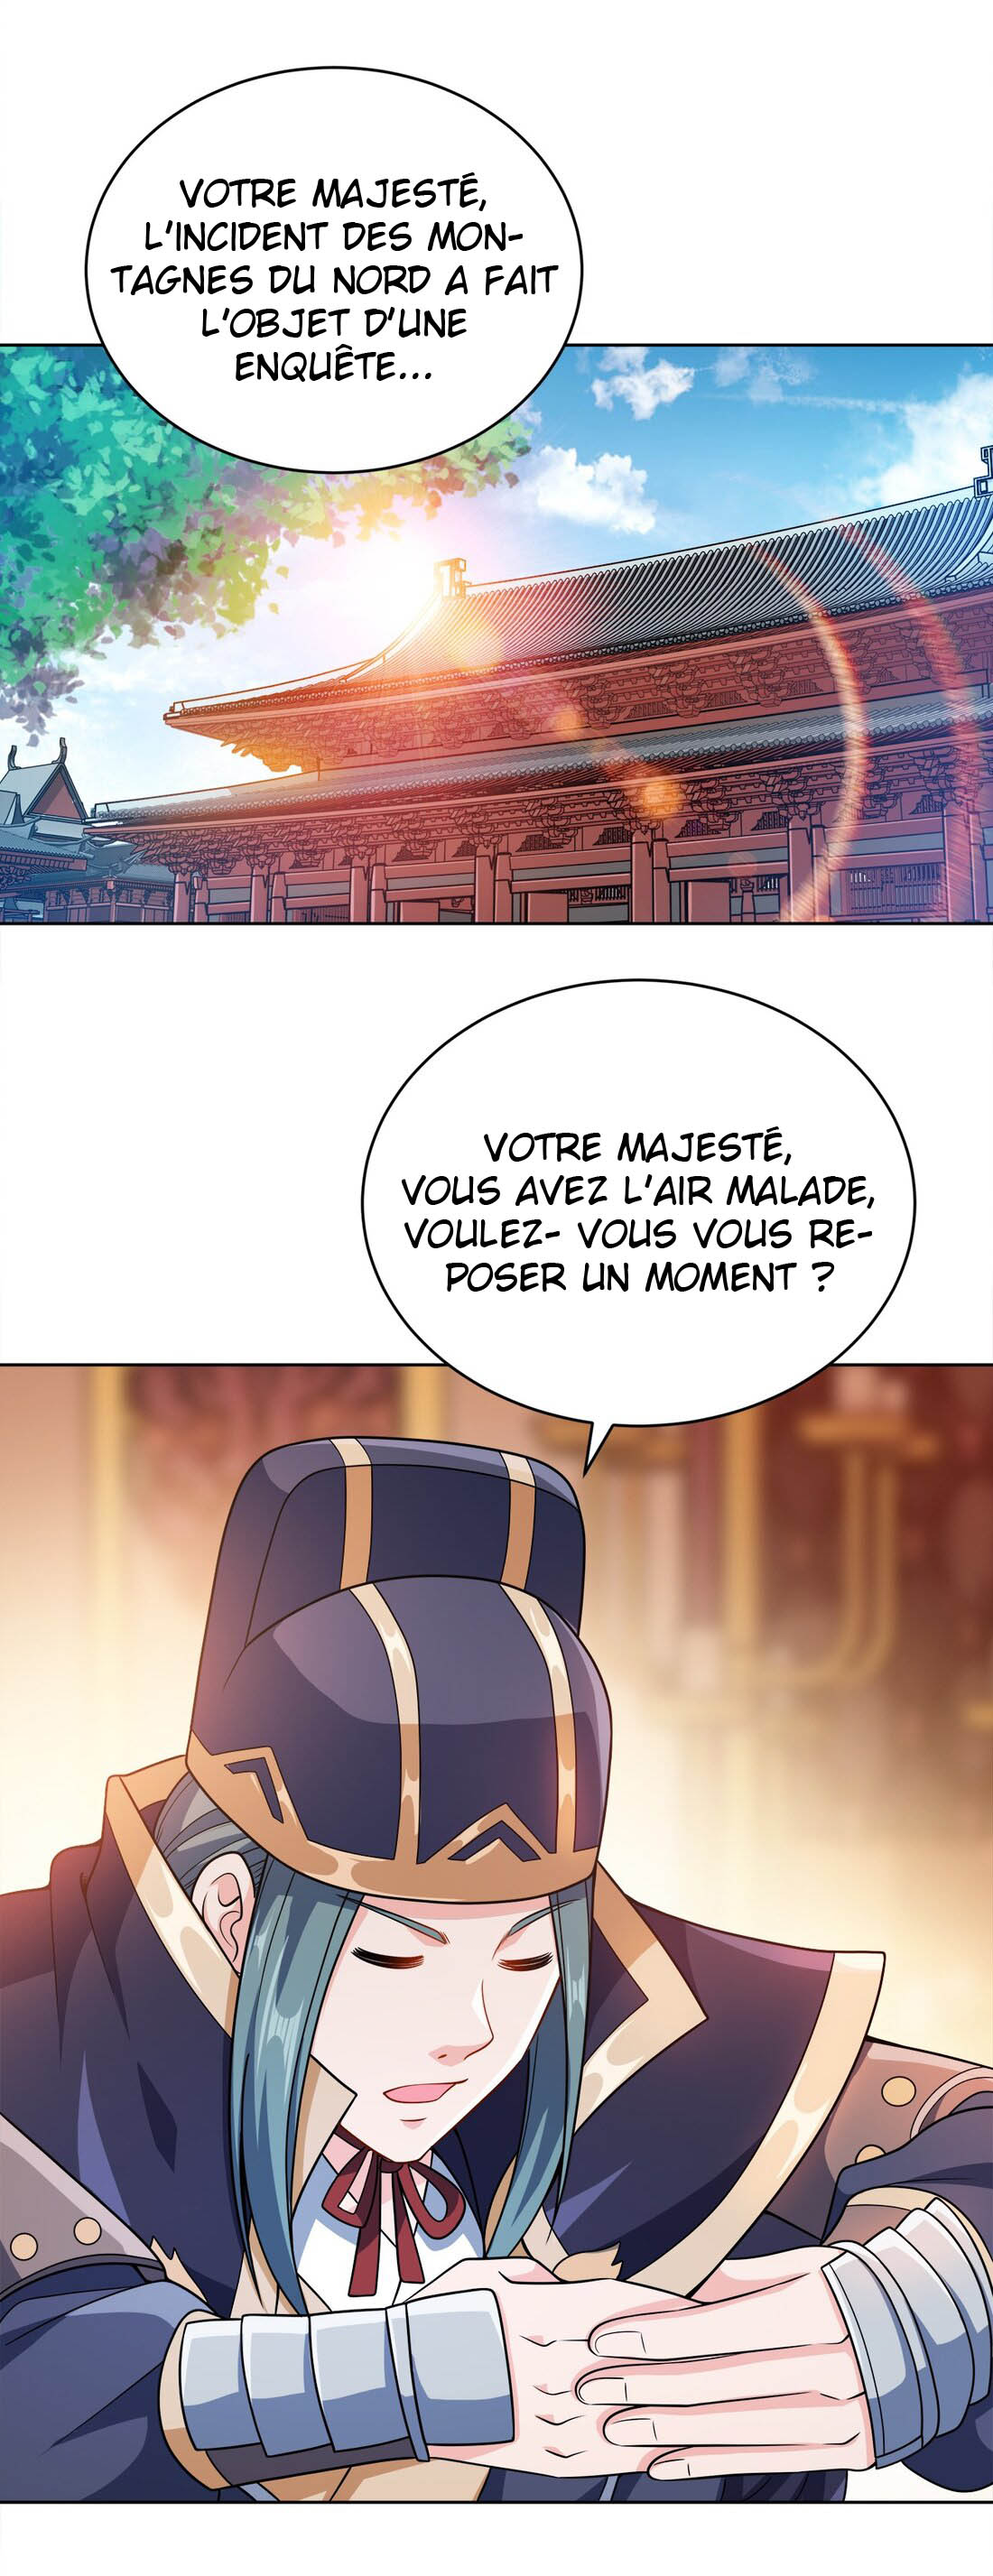 VOTRE MAJESTÉ,
L'INCIDENT DES MON-
TAGNES DU NORD A FAIT
L'OBJET D'UNE
ENQUÊTE...
VOTRE MAJESTÉ,
VOUS AVEZ L'AIR MALADE,
VOULEZ- VOUS VOUS RE-
POSER UN MOMENT ?